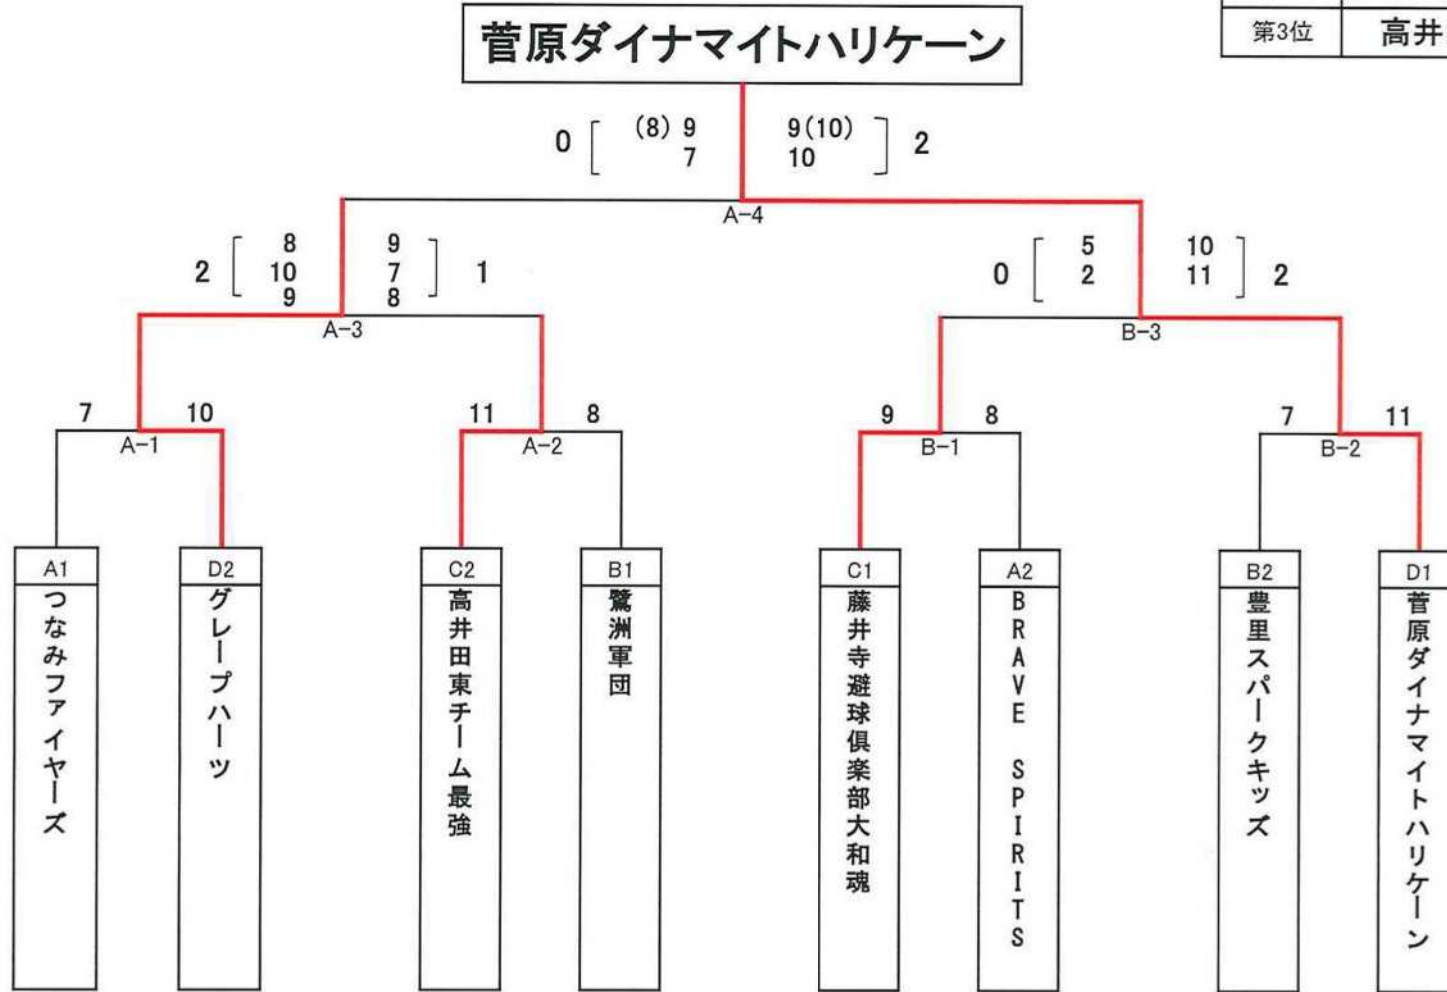 菅原ダイナマイトハリケーン
第3位 高井
0 (8) 9 9(10) 2
7 10
A-4
8 9 5 10
2 10 7 1 0 2 11 2
9 8
A-3 B-3
7 10 11 8 9 8 7 11
A-1 A-2 B-1 B-2
A1 D2 C2 B1 C1 A2 B2 D1
つなみファイヤーズ
グレープハーツ
高井田東チーム最強
鷺洲軍団
藤井寺避球倶楽部大和魂
BRAVE SPIRITS
豊里スパークキッズ
菅原ダイナマイトハリケーン